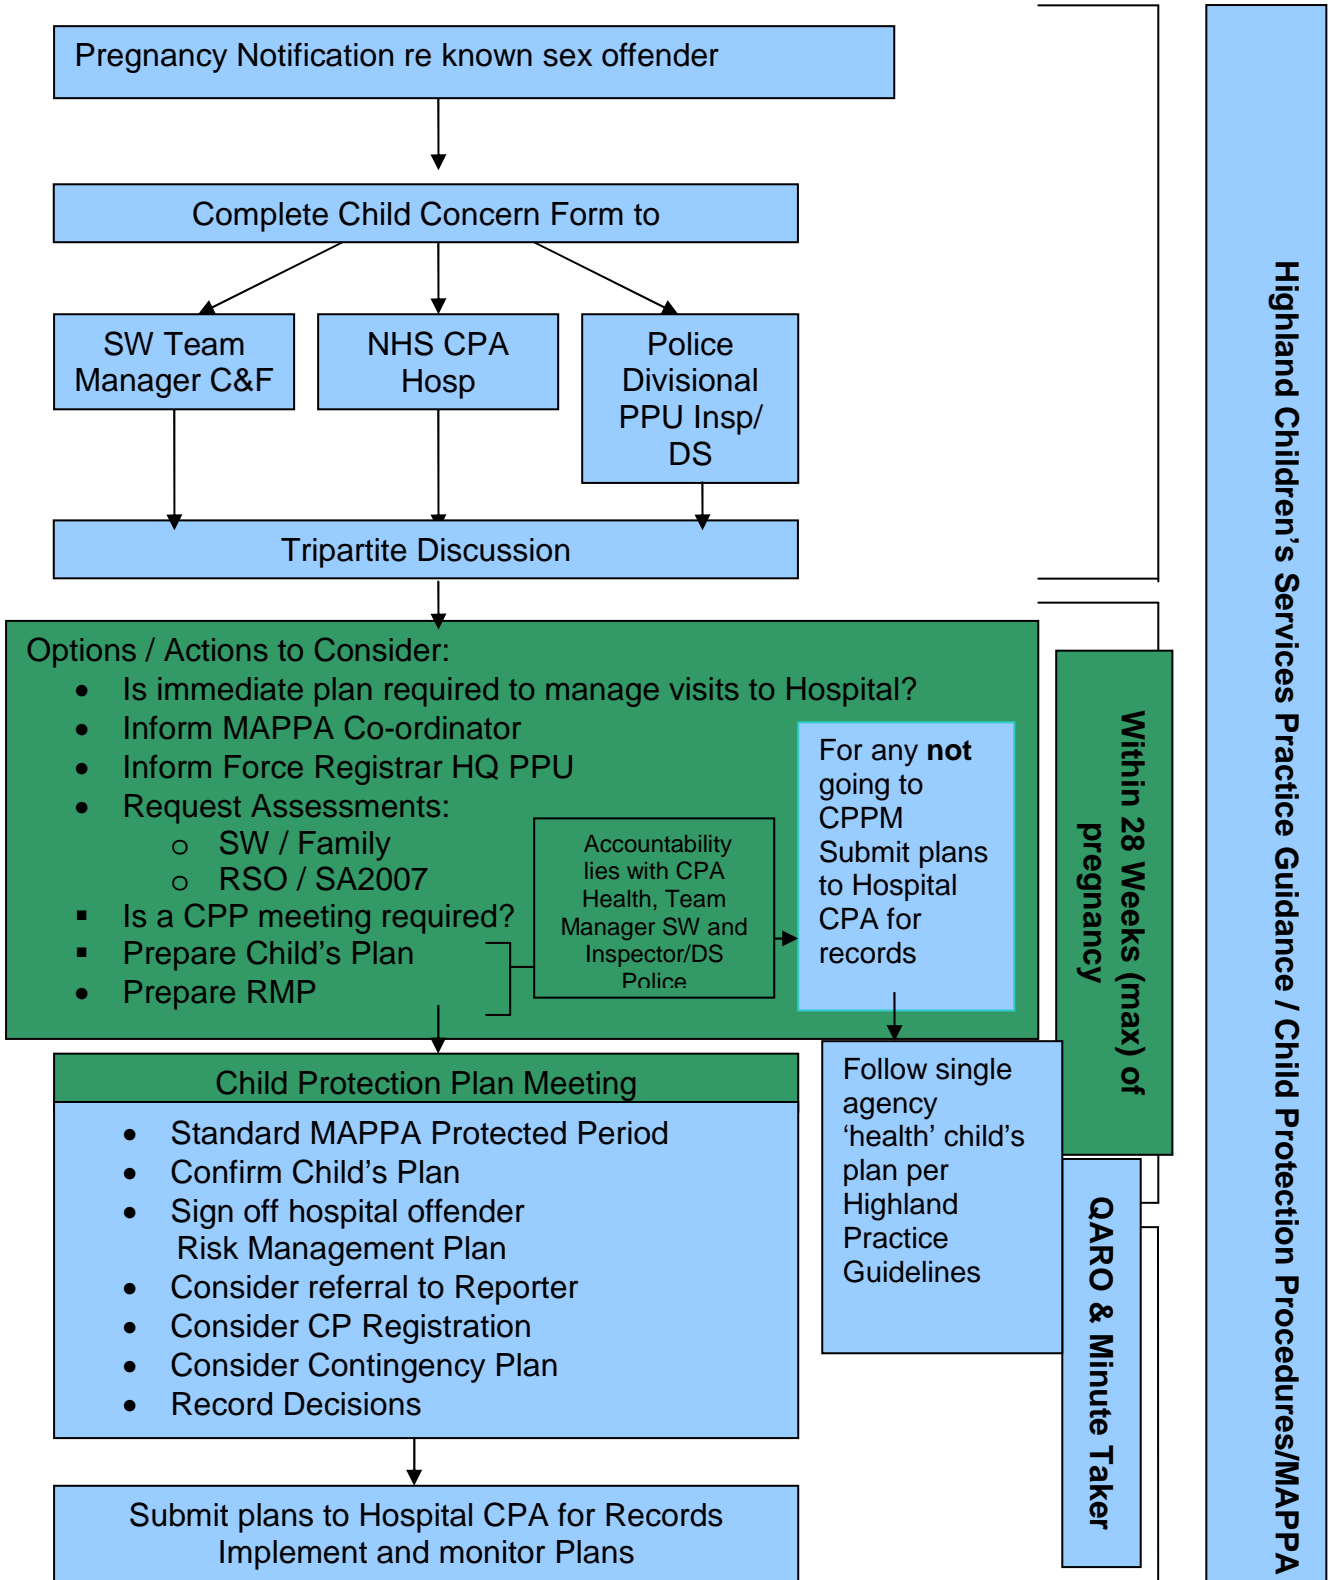 Pregnancy Notification re known sex offender
Complete Child Concern Form to
SW Team
Manager C&F
NHS CPA
Hosp
Police
Divisional
PPU Insp/
DS
Tripartite Discussion
Options / Actions to Consider:
• Is immediate plan required to manage visits to Hospital?
• Inform MAPPA Co-ordinator
• Inform Force Registrar HQ PPU
• Request Assessments:
o SW / Family
o RSO / SA2007
▪ Is a CPP meeting required?
▪ Prepare Child's Plan
• Prepare RMP
Accountability
lies with CPA
Health, Team
Manager SW and
Inspector/DS
Police
For any not
going to
CPPM
Submit plans
to Hospital
CPA for
records
Follow single
agency
‘health’ child's
plan per
Highland
Practice
Guidelines
Child Protection Plan Meeting
• Standard MAPPA Protected Period
• Confirm Child's Plan
• Sign off hospital offender
Risk Management Plan
• Consider referral to Reporter
• Consider CP Registration
• Consider Contingency Plan
• Record Decisions
Submit plans to Hospital CPA for Records
Implement and monitor Plans
Within 28 Weeks (max) of
pregnancy
QARO & Minute Taker
Highland Children's Services Practice Guidance / Child Protection Procedures/MAPPA